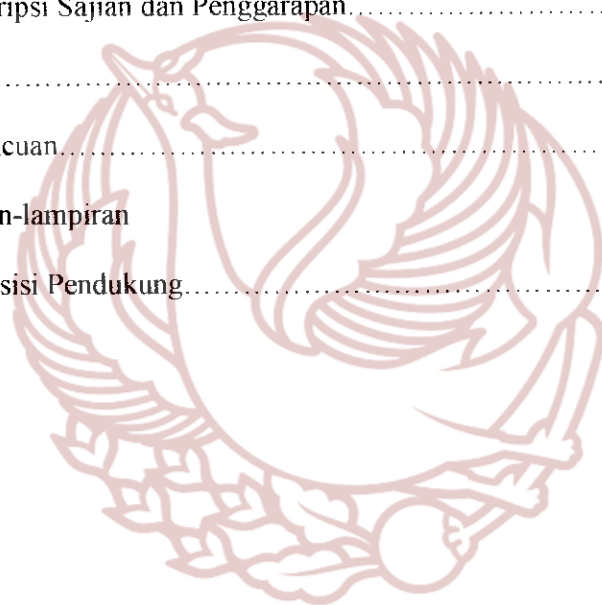 ripsi Sajian dan Penggarapan..............................
..............................................................................
cuan.....................................................................
n-lampiran
sisi Pendukung....................................................